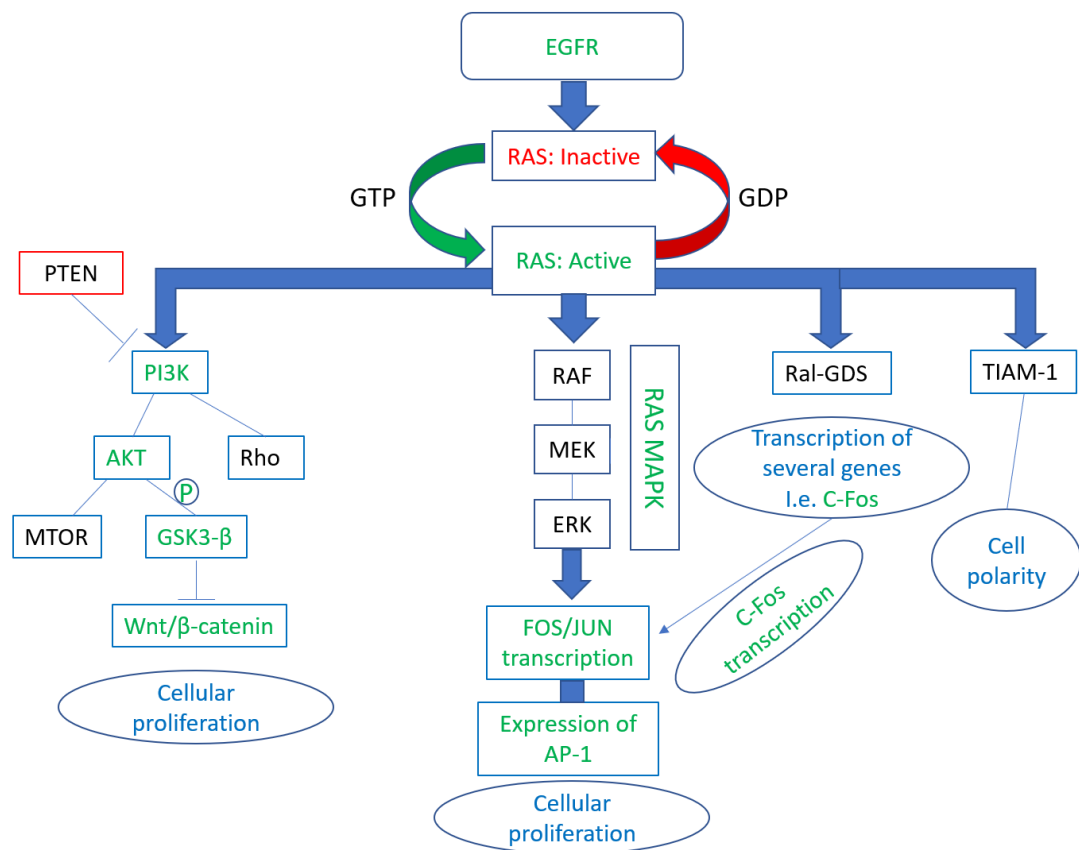 EGFR
RAS: Inactive
GTP
GDP
RAS: Active
PTEN
PI3K
RAF
RAS MAPK
Ral-GDS
TIAM-1
AKT
Rho
MEK
Transcription of
several genes
I.e. C-Fos
P
MTOR
GSK3-β
ERK
Cell
polarity
Wnt/β-catenin
FOS/JUN
transcription
C-Fos
transcription
Cellular
proliferation
Expression of
AP-1
Cellular
proliferation